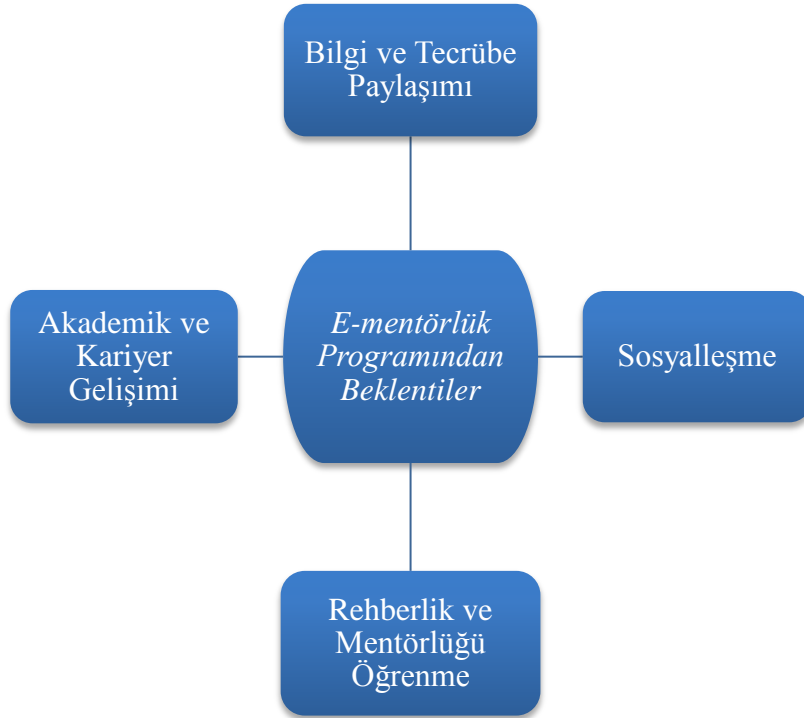 Bilgi ve Tecrübe
Paylaşımı
Akademik ve
Kariyer
Gelişimi
E-mentörlük
Programından
Beklentiler
Sosyalleşme
Rehberlik ve
Mentörlüğü
Öğrenme